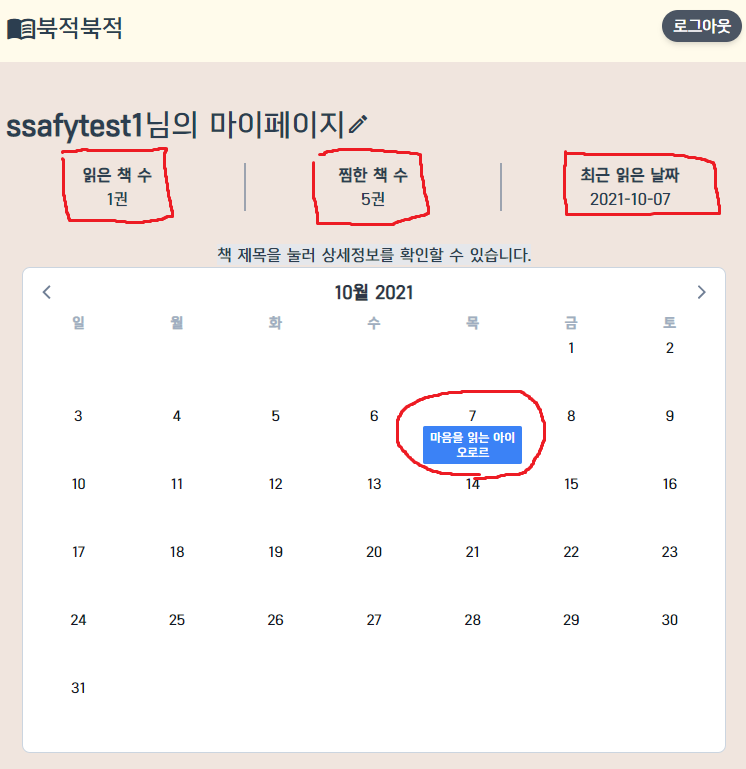 북적북적
로그아웃
ssafytest1님의 마이페이지
읽은 책 수
1권
찜한 책 수
5권
최근 읽은 날짜
2021-10-07
책 제목을 눌러 상세정보를 확인할 수 있습니다.
10월 2021
일 월 화 수 목 금 토
1 2
3 4 5 6 7 8 9
마음을 읽는 아이
오로르
10 11 12 13 14 15 16
17 18 19 20 21 22 23
24 25 26 27 28 29 30
31